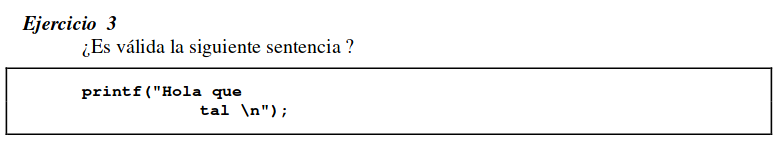 Ejercicio 3
¿Es válida la siguiente sentencia ?
printf("Hola que
tal \n");